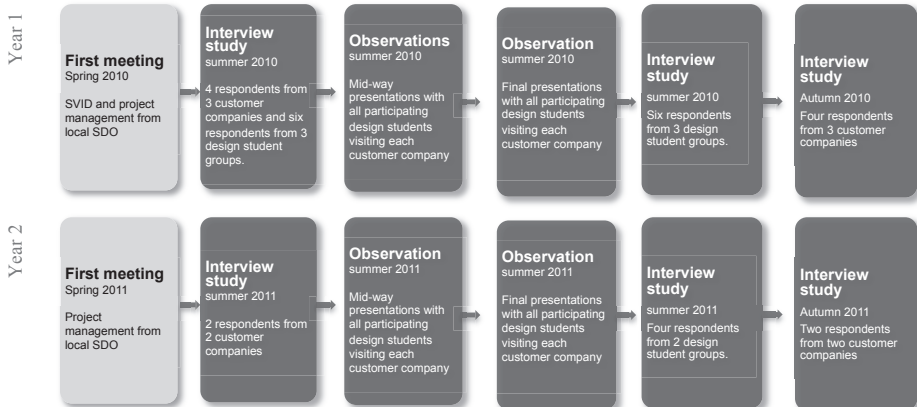 Year 1
First meeting
Spring 2010
SVID and project
management from
local SDO
Interview
study
summer 2010
4 respondents from
3 customer
companies and six
respondents from 3
design student
groups.
Observations
summer 2010
Mid-way
presentations with
all participating
design students
visiting each
customer company
Observation
summer 2010
Final presentations
with all participating
design students
visiting each
customer company
Interview
study
summer 2010
Six respondents
from 3 design
student groups.
Interview
study
Autumn 2010
Four respondents
from 3 customer
companies
Year 2
First meeting
Spring 2011
Project
management from
local SDO
Interview
study
summer 2011
2 respondents from
2 customer
companies
Observation
summer 2011
Mid-way
presentations with
all participating
design students
visiting each
customer company
Observation
summer 2011
Final presentations
with all participating
design students
visiting each
customer company
Interview
study
summer 2011
Four respondents
from 2 design
student groups.
Interview
study
Autumn 2011
Two respondents
from two customer
companies